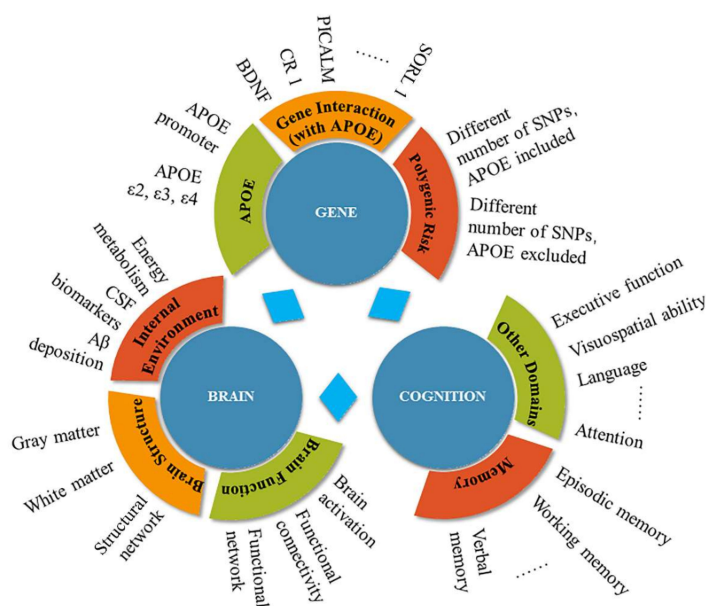 APOE
promoter
APOE
ε2, ε3, ε4
APOE
BDNF
CR 1
PICALM
......
SORL 1
Gene Interaction
(with APOE)
Different
number of SNPs,
APOE included
Different
number of SNPs,
APOE excluded
Polygenic Risk
GENE
Energy
metabolism
CSF
biomarkers
Aβ
deposition
Internal
Environment
BRAIN
Gray matter
White matter
Structural
network
Brain Structure
Functional
network
Functional
connectivity
Brain
activation
Brain Function
COGNITION
Executive function
Visuospatial ability
Language
......
Attention
Other Domains
Episodic memory
Working memory
......
Verbal
memory
Memory